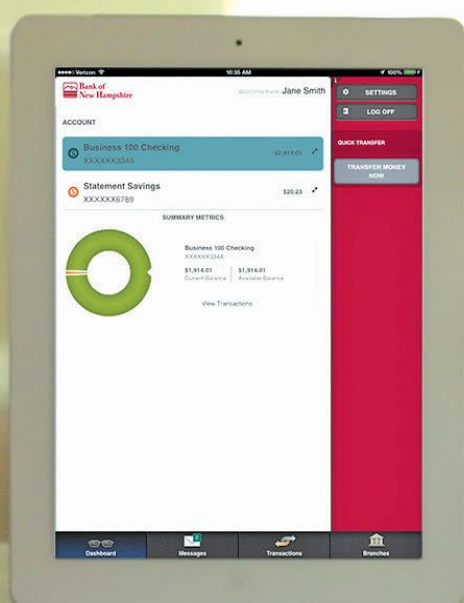 Verizon 10:35 AM 100%
Bank of
New Hampshire
Welcome back, Jane Smith
SETTINGS
LOG OFF
ACCOUNT
QUICK TRANSFER
TRANSFER MONEY
NOW
Business 100 Checking
XXXXXX3344
$1,914.01
Statement Savings
XXXXXX6789
$20.23
SUMMARY METRICS
Business 100 Checking
XXXXXX3344
$1,914.01 $1,914.01
Current Balance Available Balance
View Transactions
Dashboard Messages Transactions Branches